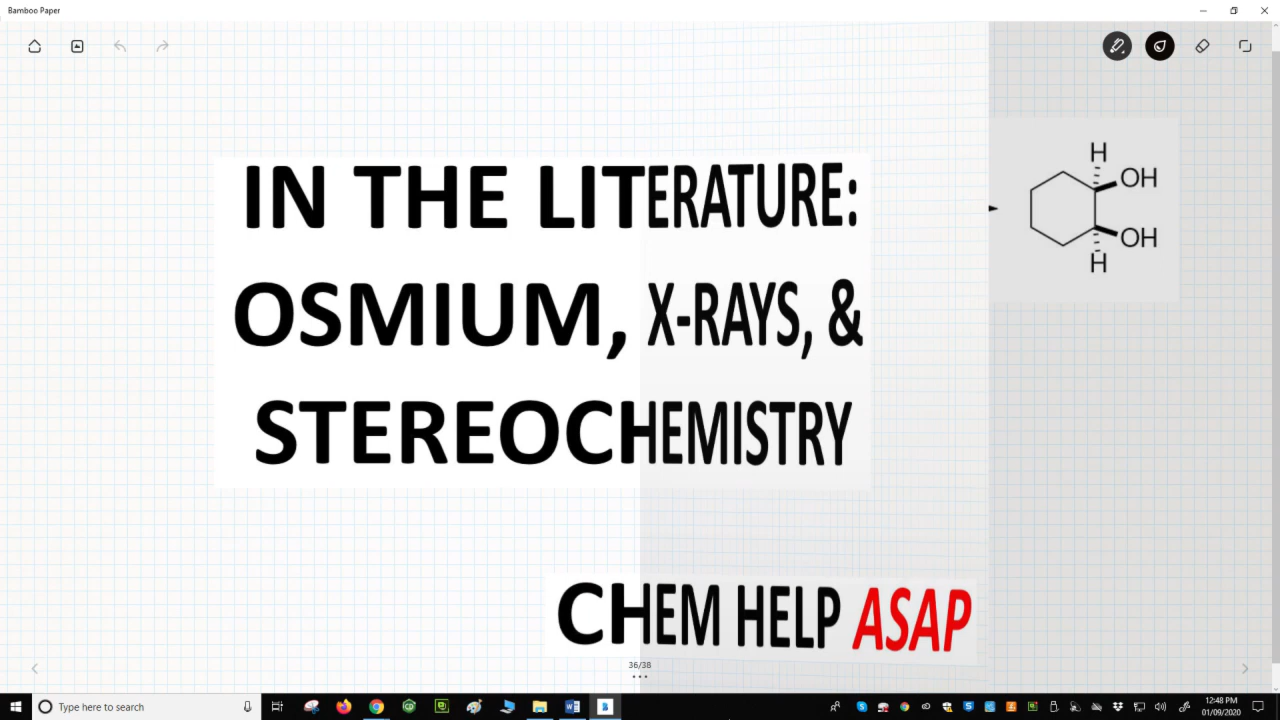 Bamboo Paper
IN THE LITERATURE:
OSMIUM, X-RAYS, &
STEREOCHEMISTRY
H
OH
OH
H
CHEM HELP ASAP
36/38
Type here to search
12:48 PM
01/09/2020